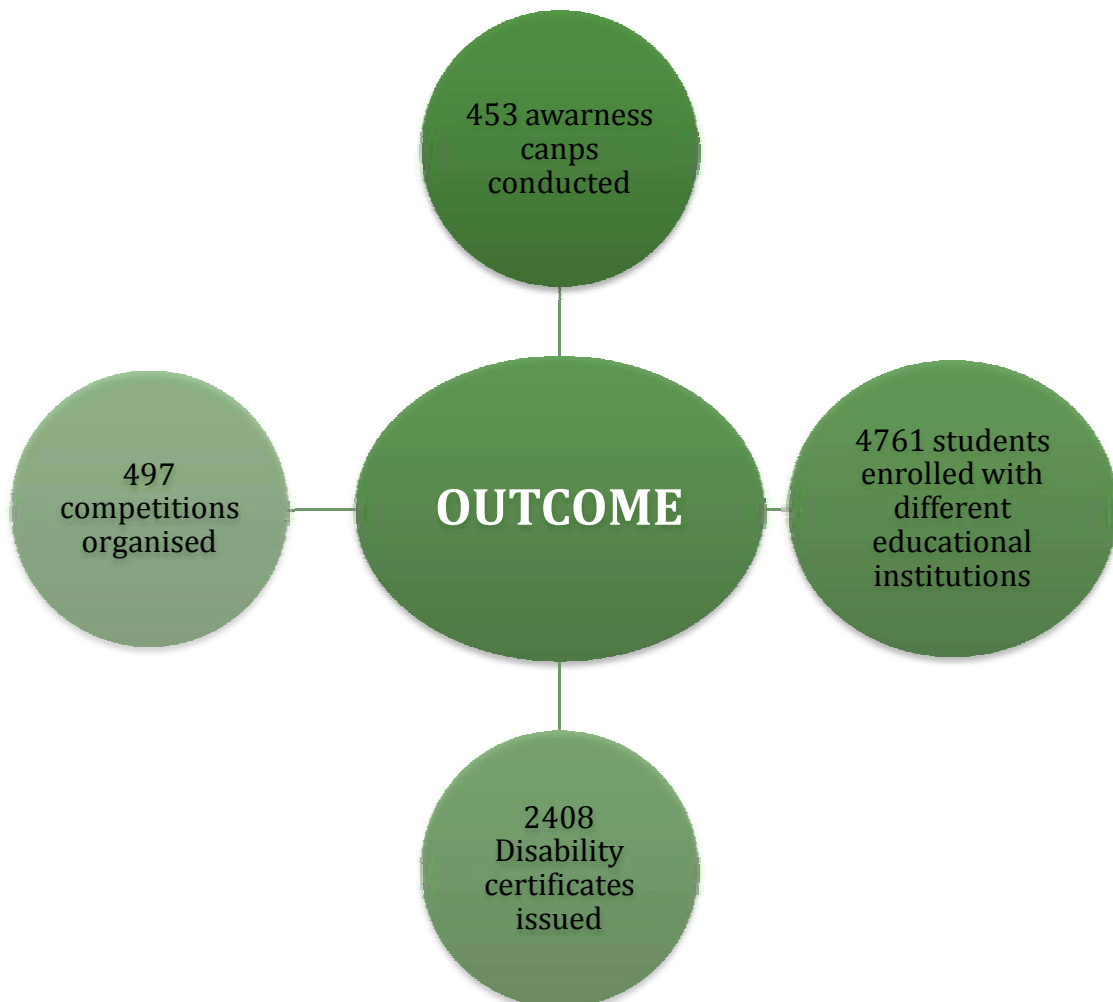 453 awarness
canps
conducted
497
competitions
organised
OUTCOME
4761 students
enrolled with
different
educational
institutions
2408
Disability
certificates
issued